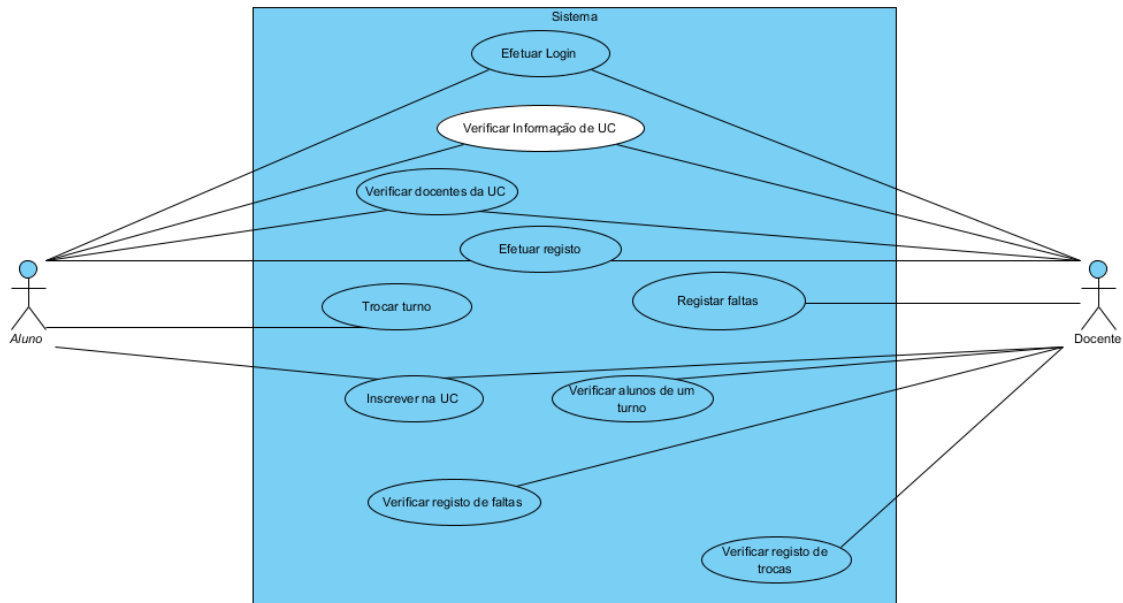 Sistema
Efetuar Login
Verificar Informação de UC
Verificar docentes da UC
Efetuar registo
Trocar turno
Registar faltas
Aluno
Docente
Inscrever na UC
Verificar alunos de um
turno
Verificar registo de faltas
Verificar registo de
trocas